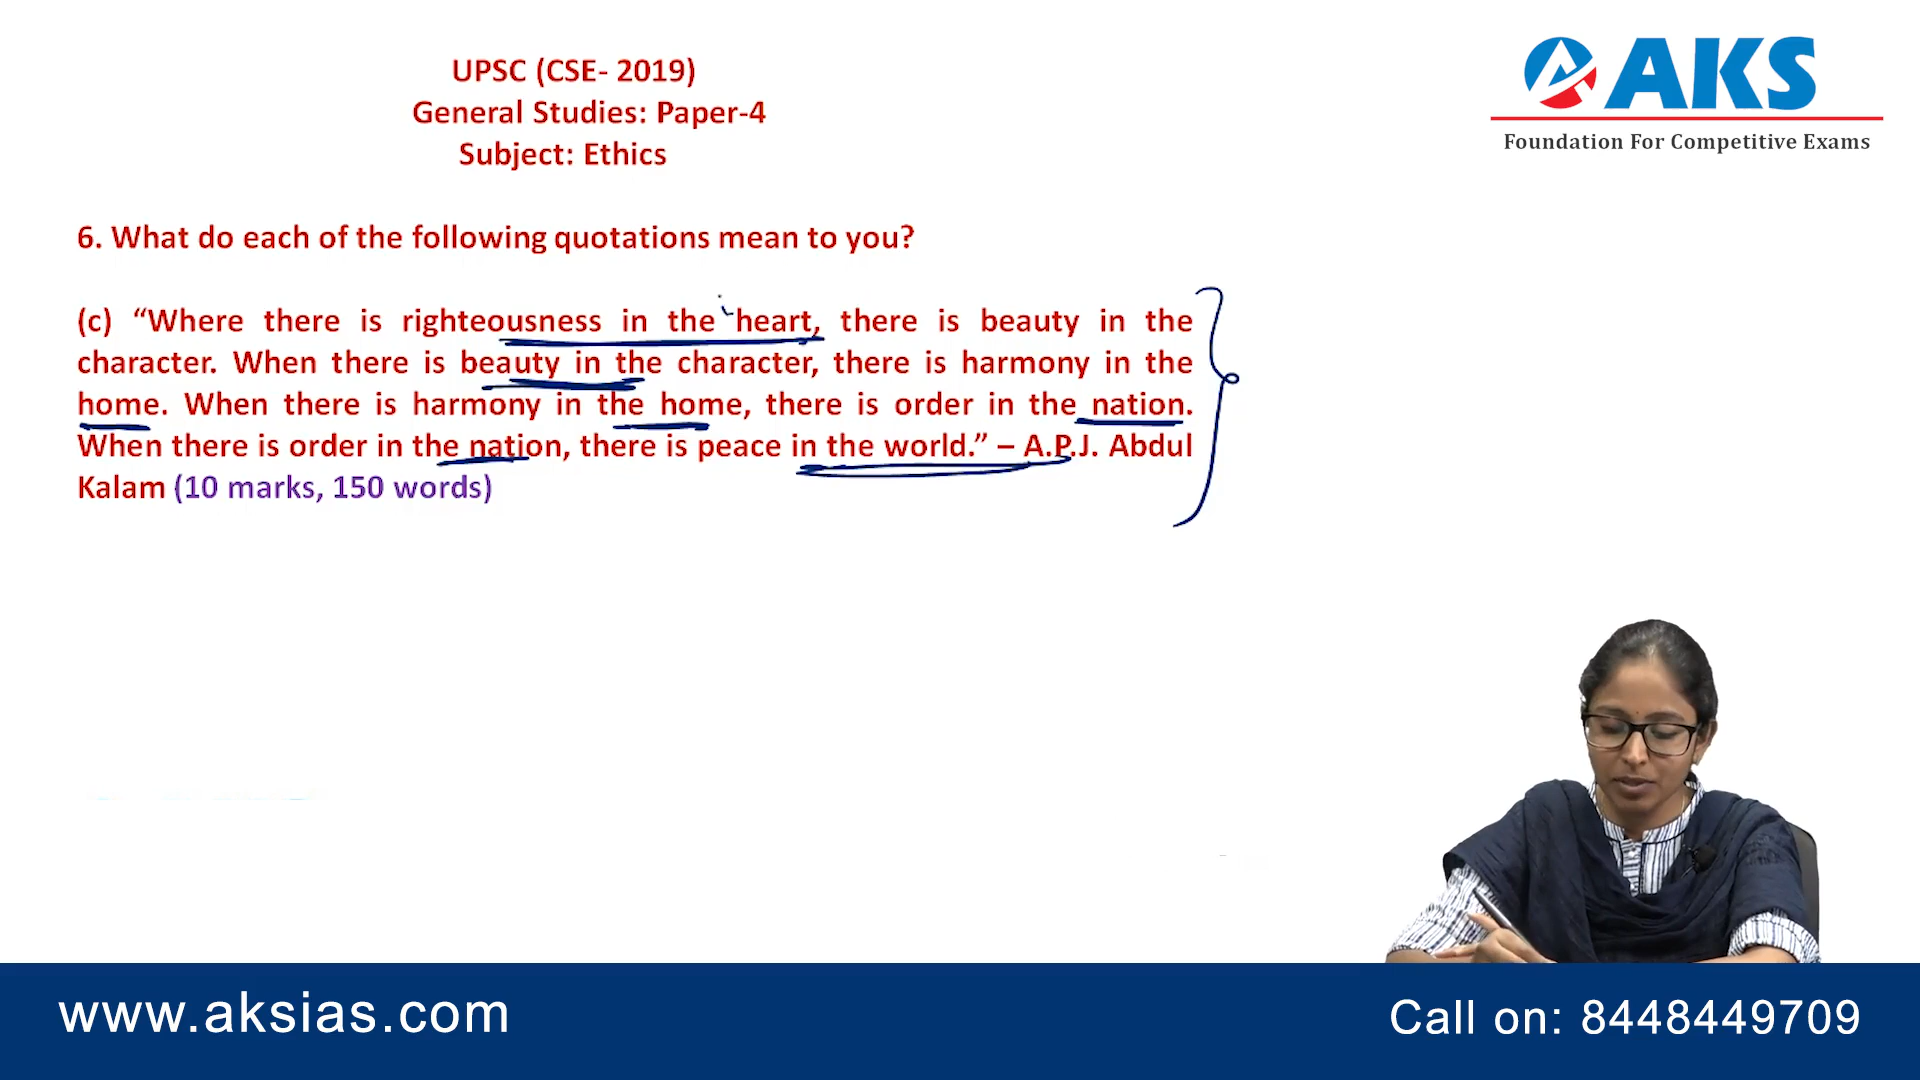 UPSC (CSE- 2019)
General Studies: Paper-4
Subject: Ethics
AKS
Foundation For Competitive Exams
6. What do each of the following quotations mean to you?
(c) “Where there is righteousness in the heart, there is beauty in the
character. When there is beauty in the character, there is harmony in the
home. When there is harmony in the home, there is order in the nation.
When there is order in the nation, there is peace in the world.” – A.P.J. Abdul
Kalam (10 marks, 150 words)
www.aksias.com
Call on: 8448449709